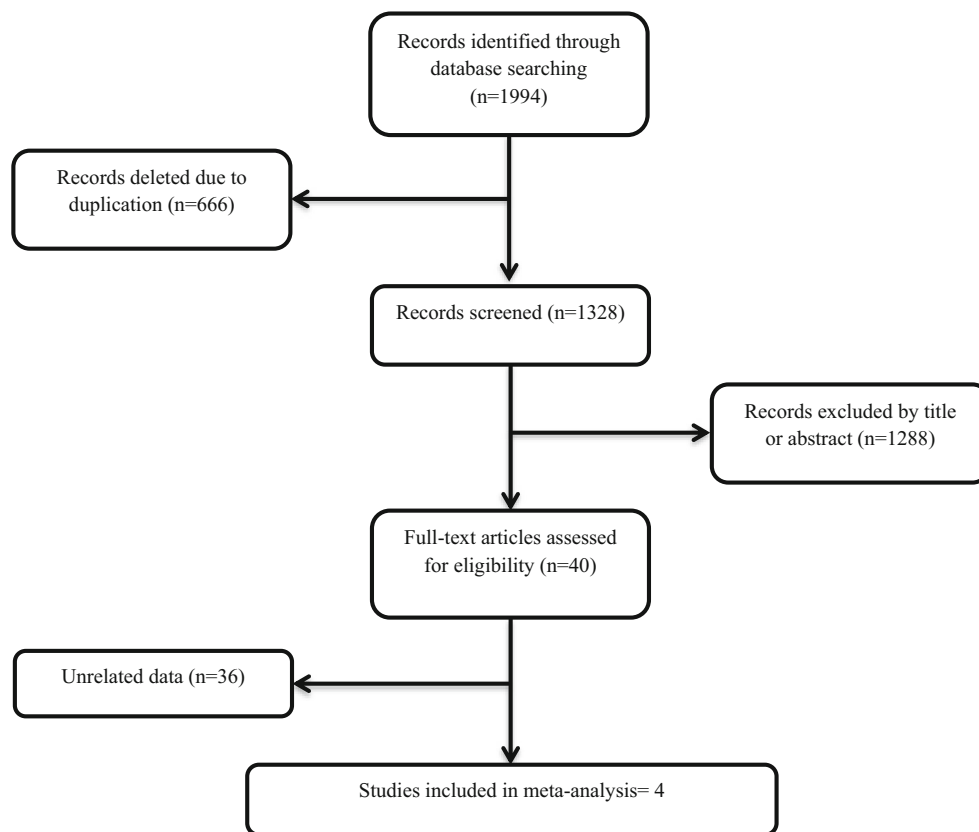 Records identified through
database searching
(n=1994)
Records deleted due to
duplication (n=666)
Records screened (n=1328)
Records excluded by title
or abstract (n=1288)
Full-text articles assessed
for eligibility (n=40)
Unrelated data (n=36)
Studies included in meta-analysis= 4